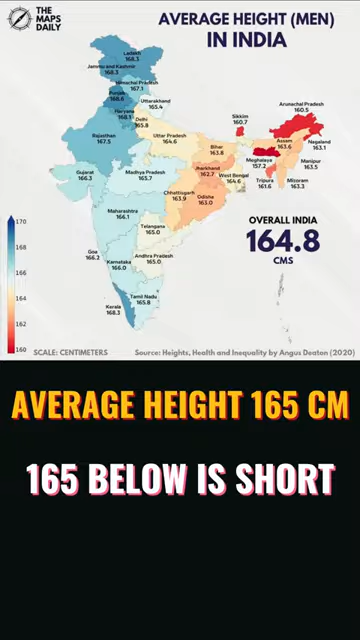 THE
MAPS
DAILY
AVERAGE HEIGHT (MEN)
IN INDIA
Ladakh
168.3
Jammu and Kashmir
168.3
Himachal Pradesh
167.1
Punjab
168.6
Uttarakhand
165.4
Haryana
168.1
Delhi
165.8
Arunachal Pradesh
160.5
Sikkim
160.7
Rajasthan
167.5
Uttar Pradesh
164.6
Assam
163.6
Nagaland
163.1
Bihar
163.8
Meghalaya
157.2
Manipur
163.5
Gujarat
166.3
Madhya Pradesh
165.7
Jharkhand
162.7
West Bengal
164.6
Tripura
161.6
Mizoram
163.3
Chhattisgarh
163.9
Odisha
163.0
Maharashtra
166.1
OVERALL INDIA
164.8
CMS
Telangana
165.0
Goa
166.2
Karnataka
166.0
Andhra Pradesh
165.0
Tamil Nadu
165.8
Kerala
168.3
170
168
166
164
162
160
SCALE: CENTIMETERS
Source: Heights, Health and Inequality by Angus Deaton (2020)
AVERAGE HEIGHT 165 CM
165 BELOW IS SHORT